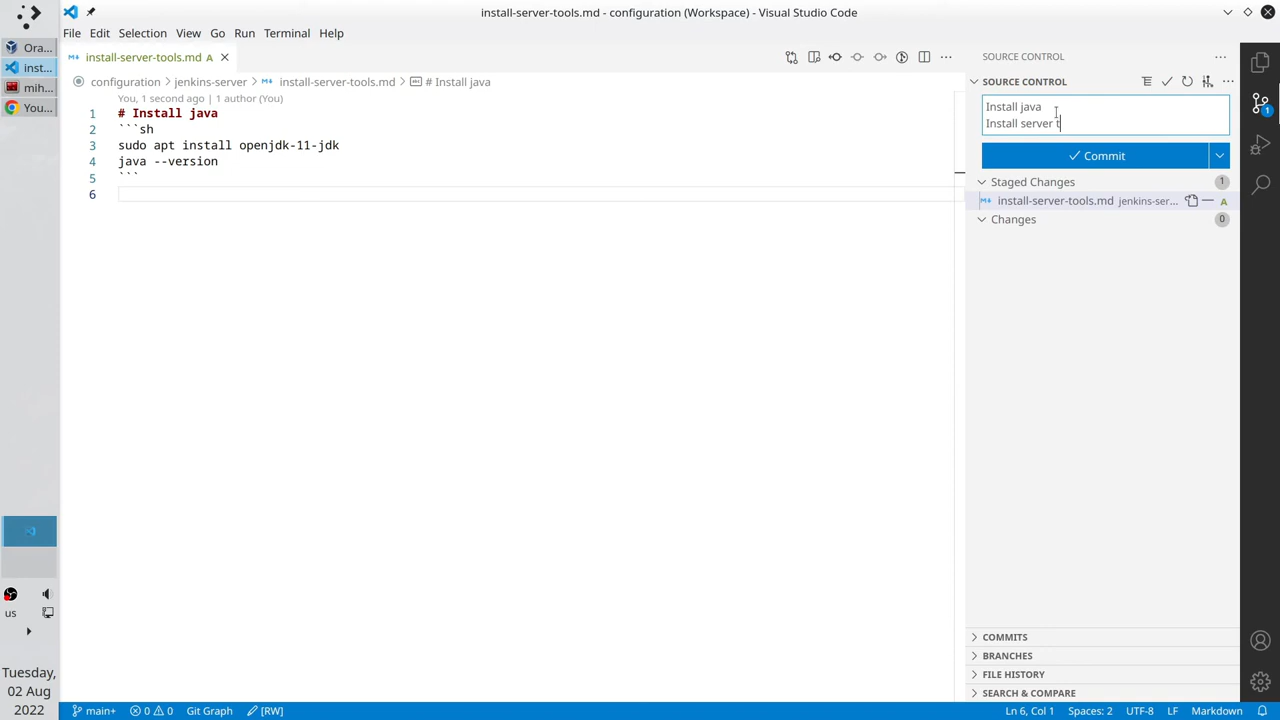 install-server-tools.md - configuration (Workspace) - Visual Studio Code
File Edit Selection View Go Run Terminal Help
Ora...
inst...
mih...
You...
install-server-tools.md A
configuration > jenkins-server > install-server-tools.md > # Install java
You, 1 second ago | 1 author (You)
1 # Install java
2 ```sh
3 sudo apt install openjdk-11-jdk
4 java --version
5 ```
6
SOURCE CONTROL
SOURCE CONTROL
Install java
Install server t
Commit
Staged Changes 1
install-server-tools.md jenkins-ser... A
Changes 0
COMMITS
BRANCHES
FILE HISTORY
SEARCH & COMPARE
1
us
Tuesday,
02 Aug
2022
main+ 0 0 Git Graph [RW] Ln 6, Col 1 Spaces: 2 UTF-8 LF Markdown